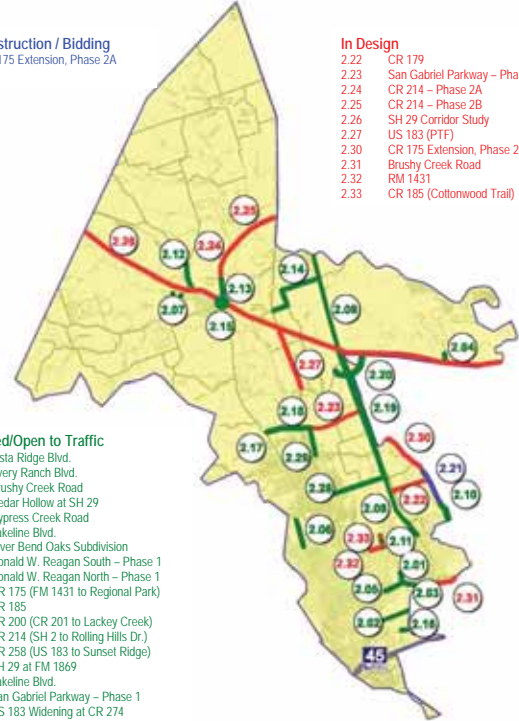 struction / Bidding
75 Extension, Phase 2A
In Design
2.22 CR 179
2.23 San Gabriel Parkway – Pha
2.24 CR 214 – Phase 2A
2.25 CR 214 – Phase 2B
2.26 SH 29 Corridor Study
2.27 US 183 (PTF)
2.30 CR 175 Extension, Phase 2
2.31 Brushy Creek Road
2.32 RM 1431
2.33 CR 185 (Cottonwood Trail)
2.25
2.26
2.12
2.24
2.14
2.13
2.07
2.09
2.15
2.04
2.27
2.20
2.18
2.23
2.19
2.17
2.30
2.29
2.21
2.28
2.22
2.10
2.08
2.06
2.33
2.11
2.32
2.01
2.05
2.03
2.31
2.02
2.16
45
ed/Open to Traffic
sta Ridge Blvd.
very Ranch Blvd.
rushy Creek Road
edar Hollow at SH 29
ypress Creek Road
akeline Blvd.
ver Bend Oaks Subdivision
onald W. Reagan South – Phase 1
onald W. Reagan North – Phase 1
R 175 (FM 1431 to Regional Park)
R 185
R 200 (CR 201 to Lackey Creek)
R 214 (SH 2 to Rolling Hills Dr.)
R 258 (US 183 to Sunset Ridge)
H 29 at FM 1869
akeline Blvd.
an Gabriel Parkway – Phase 1
S 183 Widening at CR 274